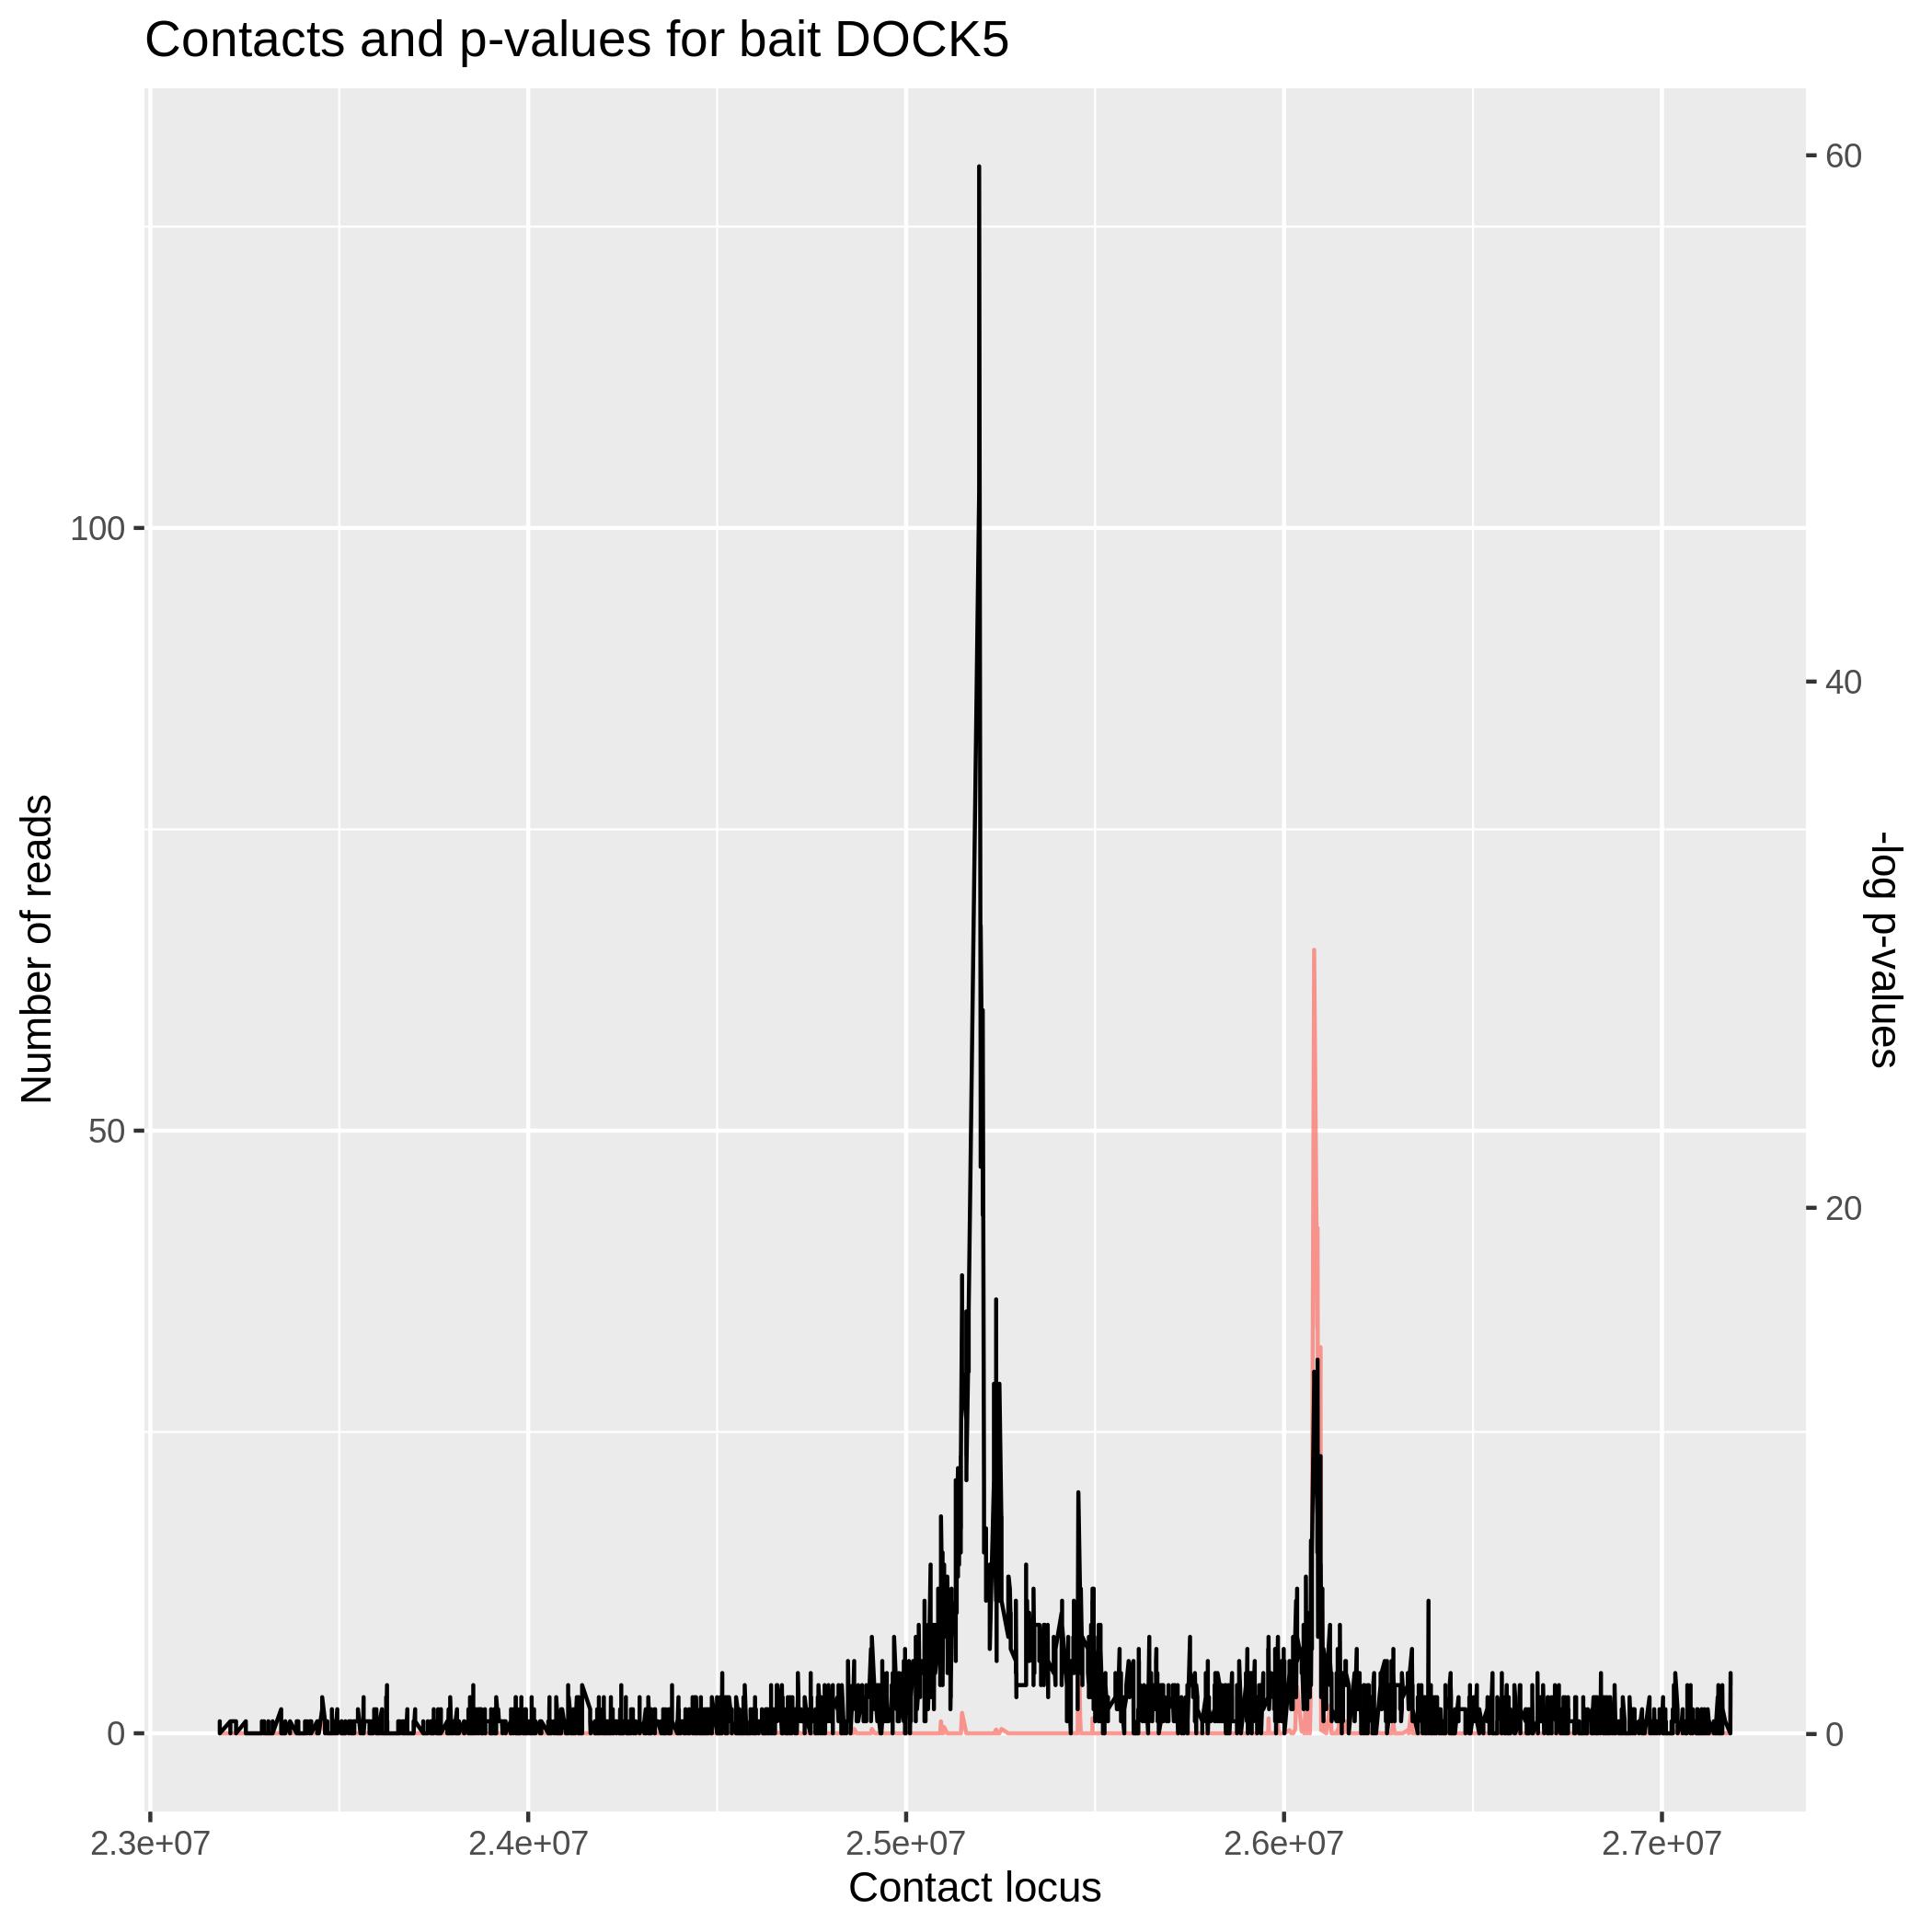 Contacts and p-values for bait DOCK5
Number of reads
100
50
0
60
40
20
0
-log p-values
2.3e+07 2.4e+07 2.5e+07 2.6e+07 2.7e+07
Contact locus